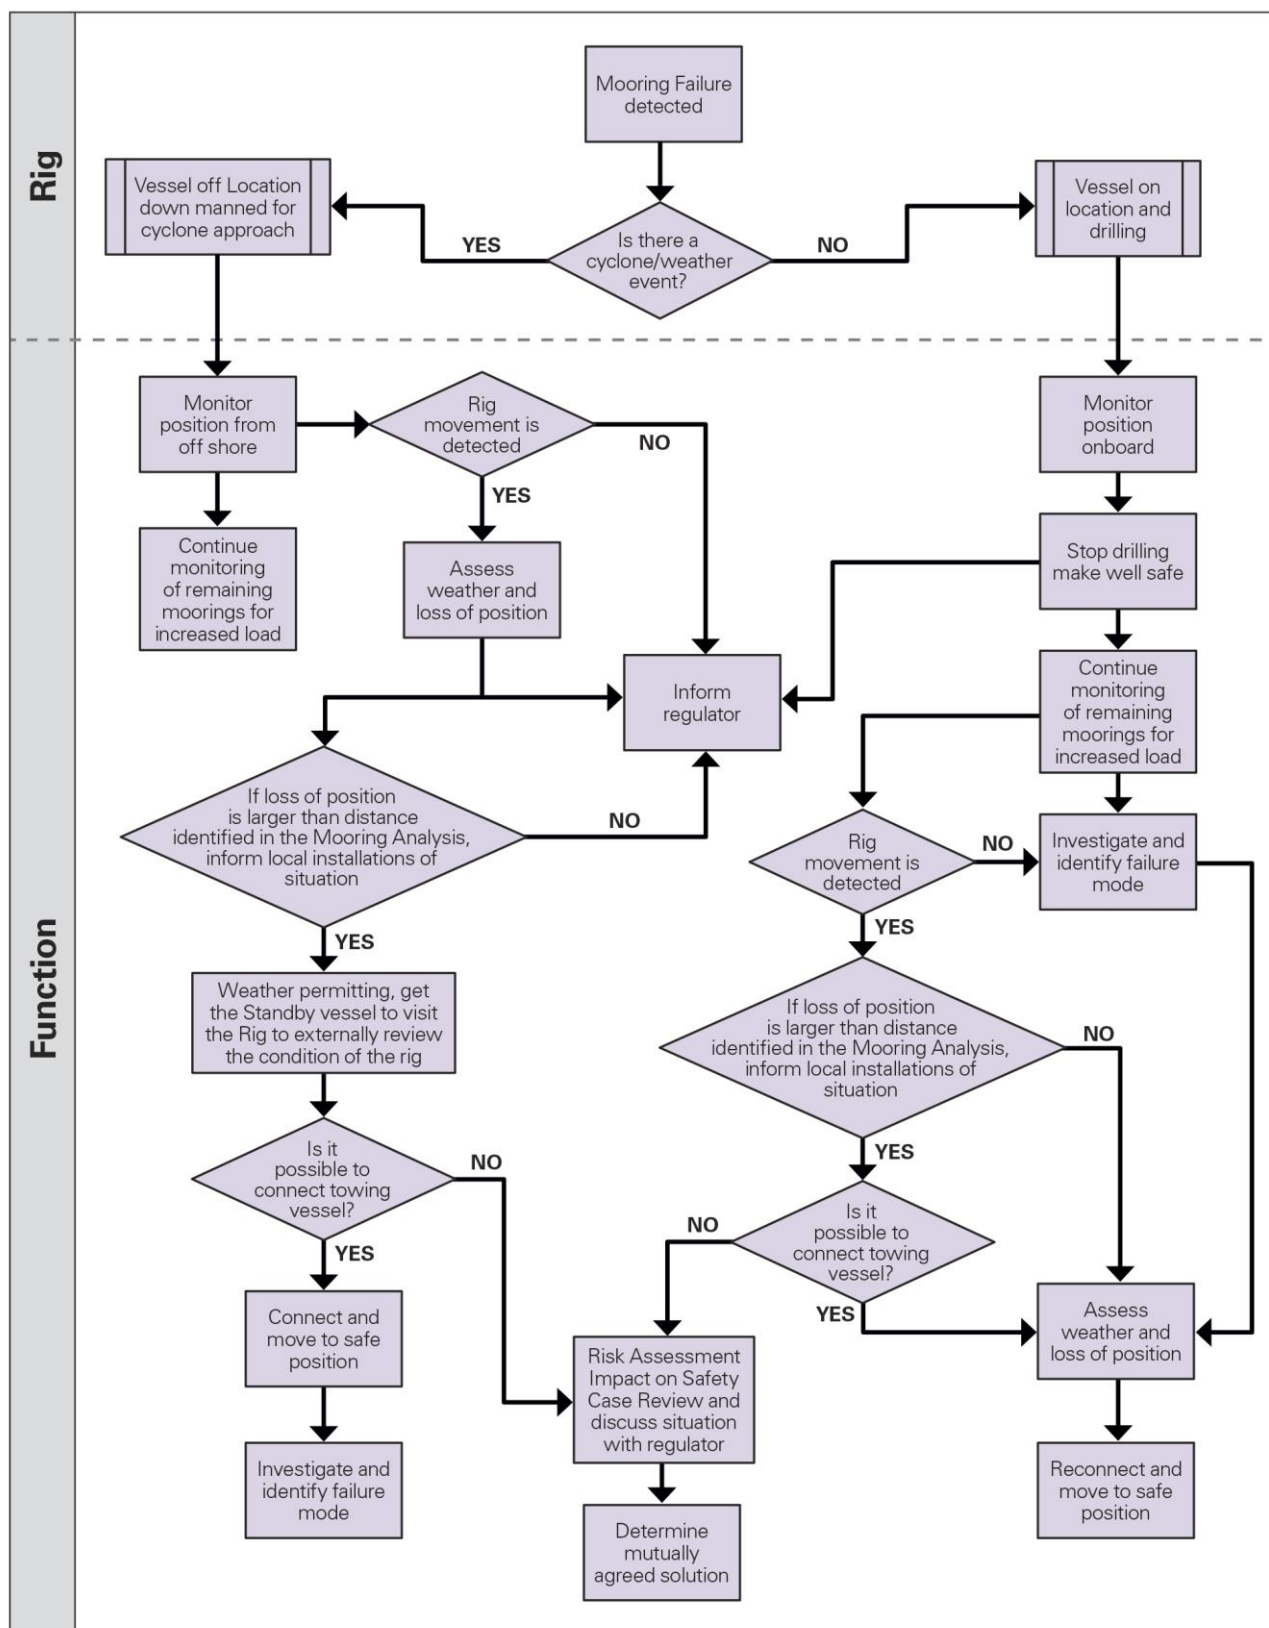 Rig
Mooring Failure
detected
Vessel off Location
down manned for
cyclone approach
YES
Is there a
cyclone/weather
event?
NO
Vessel on
location and
drilling
Function
Monitor
position from
off shore
Rig
movement is
detected
NO
YES
Monitor
position
onboard
Continue
monitoring
of remaining
moorings for
increased load
Assess
weather and
loss of position
Stop drilling
make well safe
Inform
regulator
Continue
monitoring
of remaining
moorings for
increased load
If loss of position
is larger than distance
identified in the Mooring Analysis,
inform local installations of
situation
NO
YES
Rig
movement is
detected
NO
YES
Investigate and
identify failure
mode
Weather permitting, get
the Standby vessel to visit
the Rig to externally review
the condition of the rig
If loss of position
is larger than distance
identified in the Mooring Analysis,
inform local installations of
situation
NO
YES
Is it
possible to
connect towing
vessel?
NO
YES
Is it
possible to
connect towing
vessel?
NO
YES
Connect and
move to safe
position
Risk Assessment
Impact on Safety
Case Review and
discuss situation
with regulator
Assess
weather and
loss of position
Investigate and
identify failure
mode
Determine
mutually
agreed solution
Reconnect and
move to safe
position